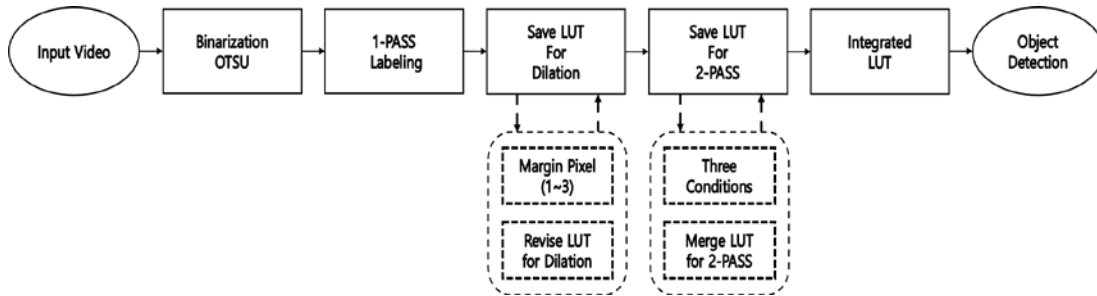 Input Video
Binarization
OTSU
1-PASS
Labeling
Save LUT
For
Dilation
Save LUT
For
2-PASS
Integrated
LUT
Object
Detection
Margin Pixel
(1~3)
Revise LUT
for Dilation
Three
Conditions
Merge LUT
for 2-PASS